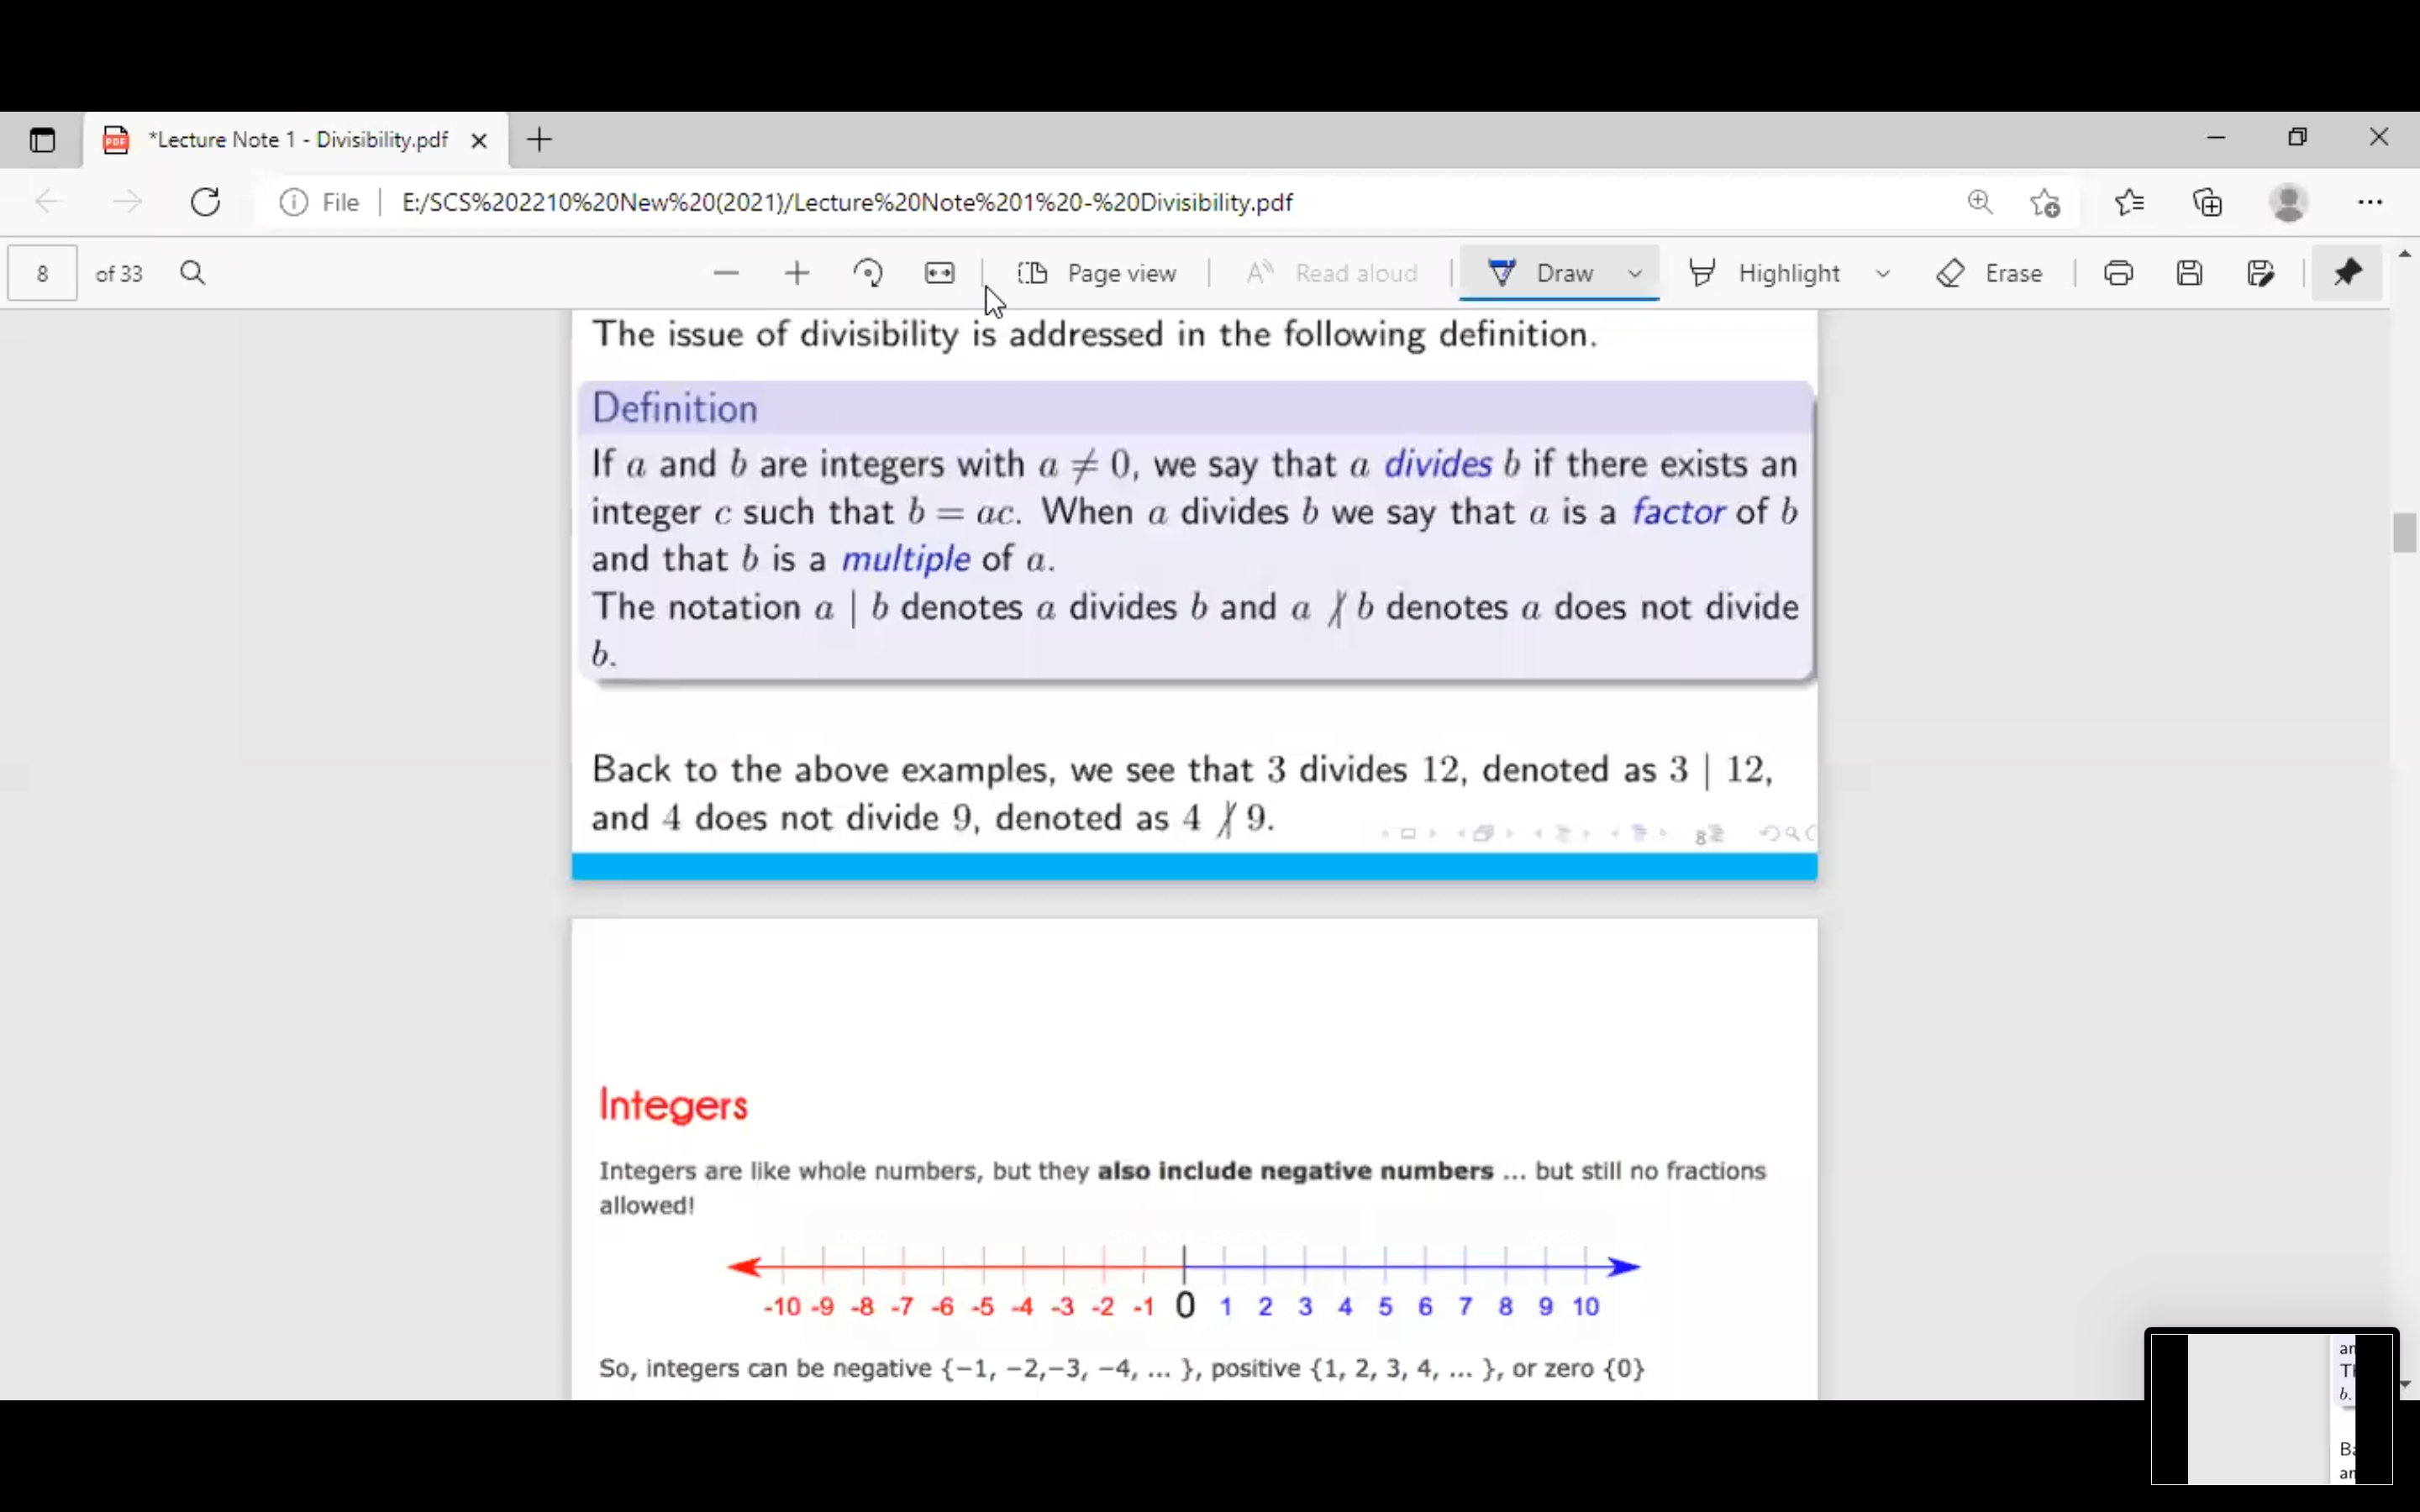 *Lecture Note 1 - Divisibility.pdf
File E:/SCS%202210%20New%20(2021)/Lecture%20Note%201%20-%20Divisibility.pdf
8 of 33 Page view Read aloud Draw Highlight Erase
The issue of divisibility is addressed in the following definition.
Definition
If a and b are integers with a ≠ 0, we say that a divides b if there exists an
integer c such that b = ac. When a divides b we say that a is a factor of b
and that b is a multiple of a.
The notation a | b denotes a divides b and a ∤ b denotes a does not divide
b.
Back to the above examples, we see that 3 divides 12, denoted as 3 | 12,
and 4 does not divide 9, denoted as 4 ∤ 9.
8
Integers
Integers are like whole numbers, but they also include negative numbers ... but still no fractions
allowed!
-10 -9 -8 -7 -6 -5 -4 -3 -2 -1 0 1 2 3 4 5 6 7 8 9 10
So, integers can be negative {−1, −2,−3, −4, ... }, positive {1, 2, 3, 4, ... }, or zero {0}
b.